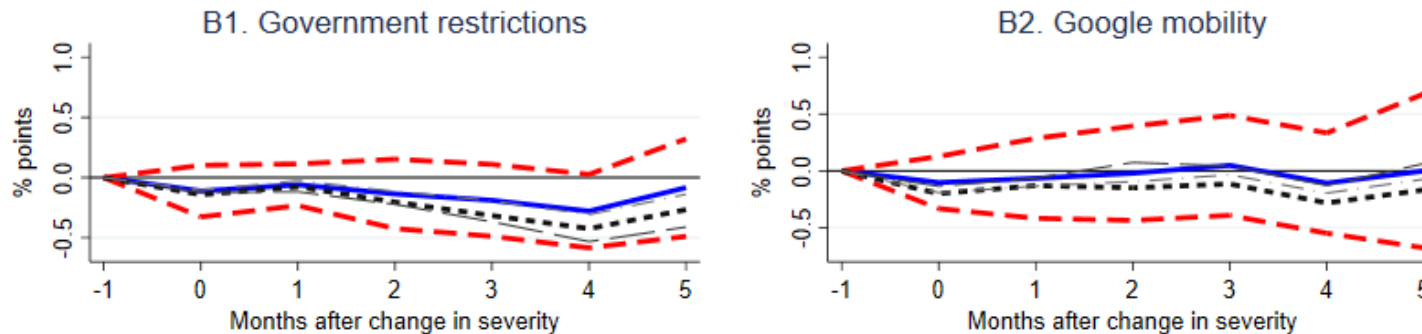 B1. Government restrictions
% points
1.0
0.5
0.0
-0.5
-1 0 1 2 3 4 5
Months after change in severity
B2. Google mobility
% points
1.0
0.5
0.0
-0.5
-1 0 1 2 3 4 5
Months after change in severity